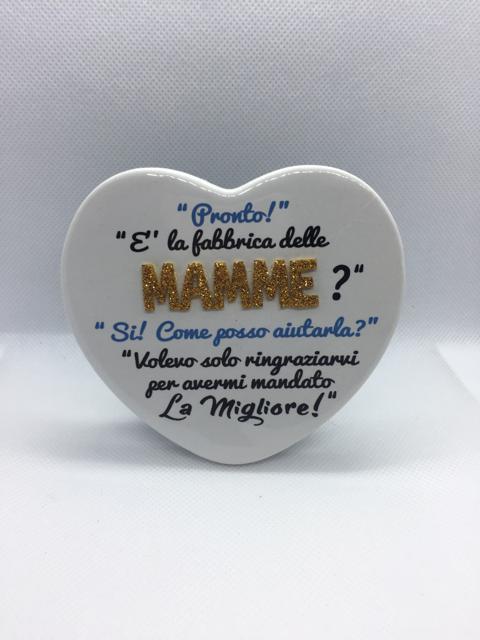 “Pronto!”
“E' la fabbrica delle
MAMME ?“
“Si! Come posso aiutarla?”
“Volevo solo ringraziarvi
per avermi mandato
La Migliore!“